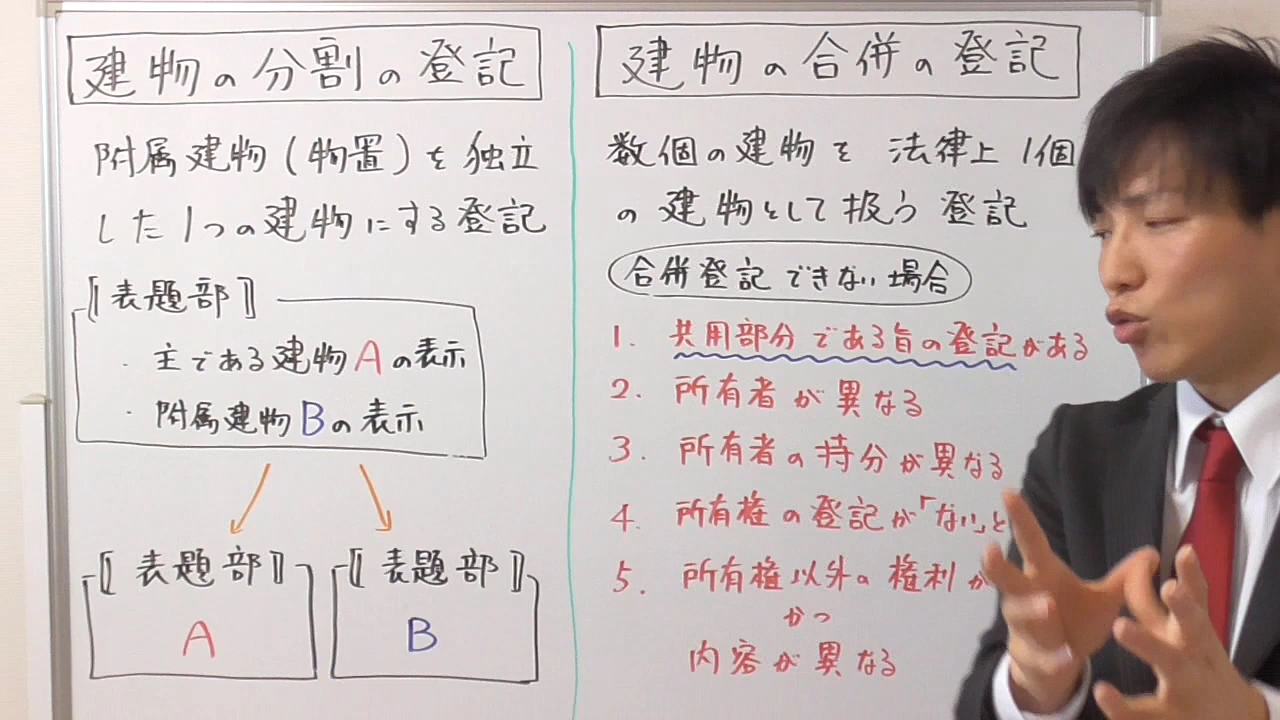 建物の分割の登記
附属建物(物置)を独立
した1つの建物にする登記
〚表題部〛
・主である建物Aの表示
・附属建物Bの表示
〚表題部〛
A
〚表題部〛
B
建物の合併の登記
数個の建物を 法律上 1個
の建物として扱う 登記
合併登記できない場合
1. 共用部分である旨の登記がある
2. 所有者が異なる
3. 所有者の持分が異なる
4. 所有権の登記が「ない」と
5. 所有権以外の権利が
かつ
内容が異なる